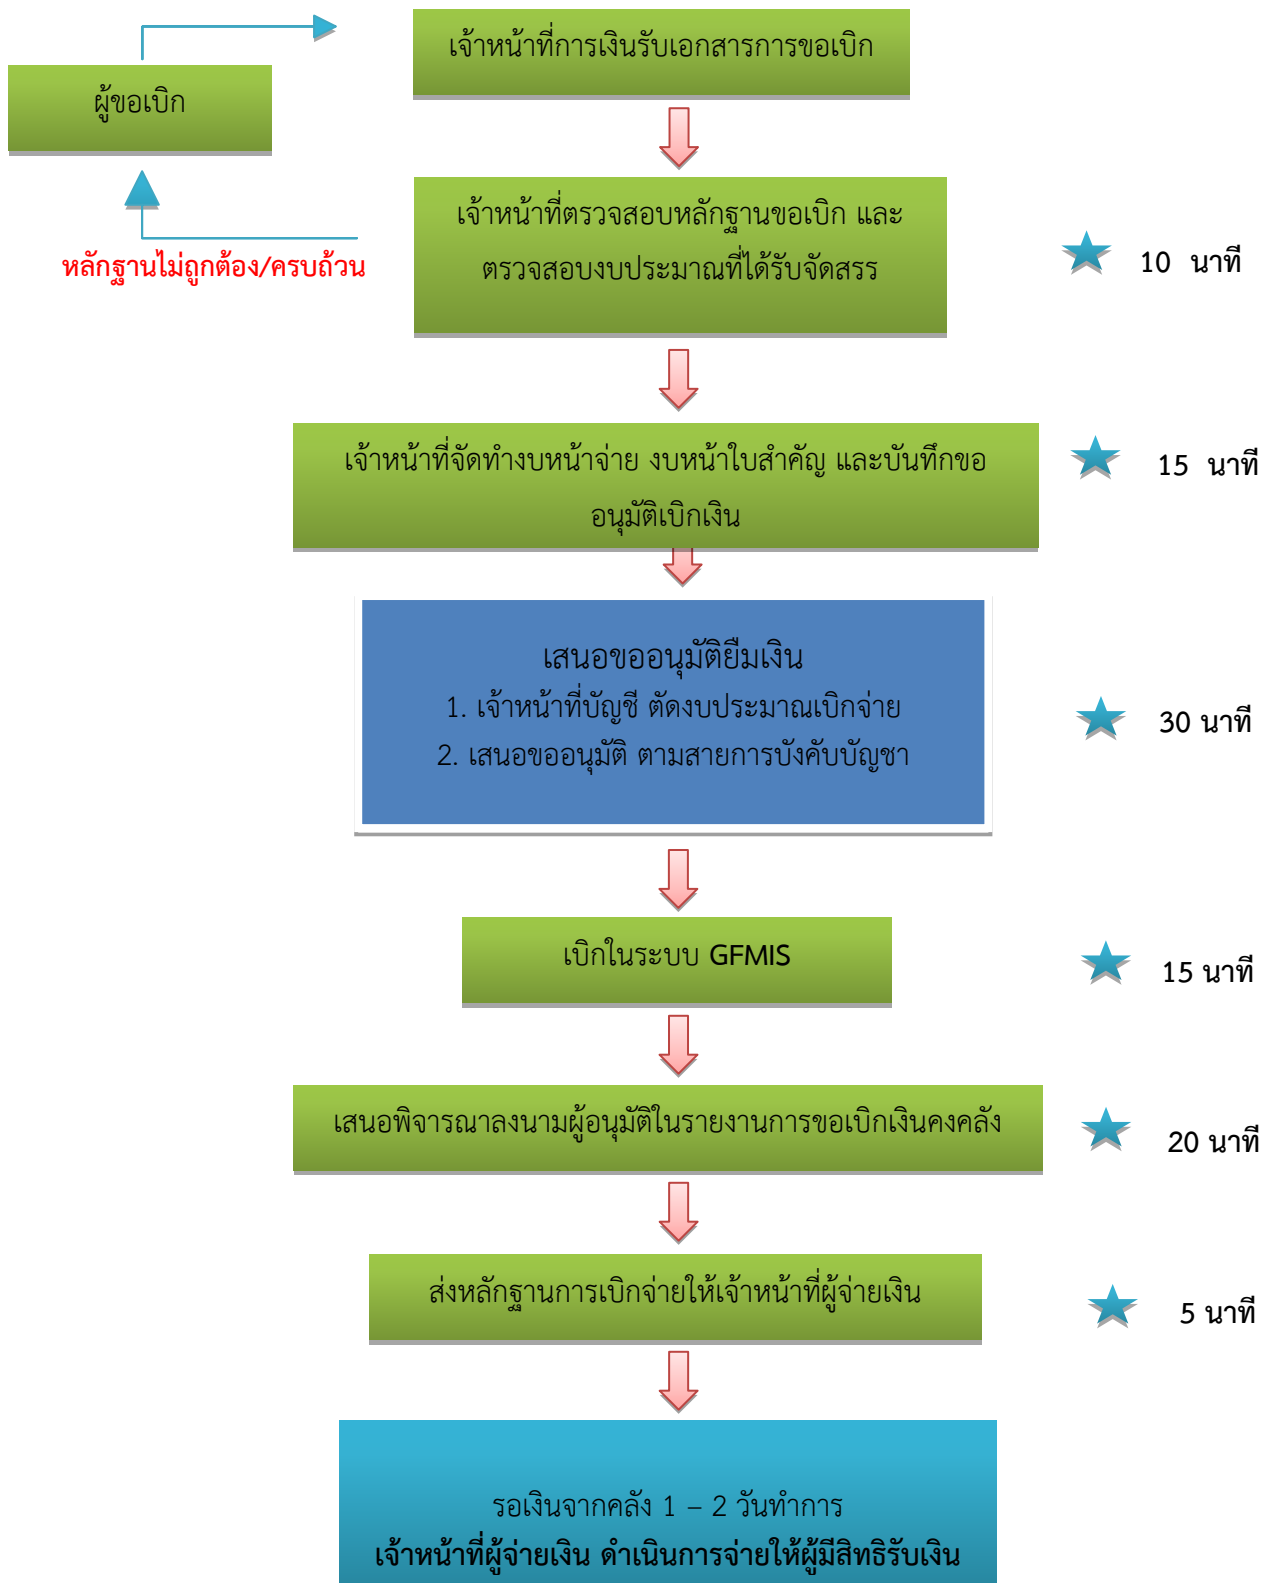 เจ้าหน้าที่การเงินรับเอกสารการขอเบิก
ผู้ขอเบิก
เจ้าหน้าที่ตรวจสอบหลักฐานขอเบิก และ
ตรวจสอบงบประมาณที่ได้รับจัดสรร
หลักฐานไม่ถูกต้อง/ครบถ้วน
10 นาที
เจ้าหน้าที่จัดทำงบหน้าจ่าย งบหน้าใบสำคัญ และบันทึกขอ
อนุมัติเบิกเงิน
15 นาที
เสนอขออนุมัติยืมเงิน
1. เจ้าหน้าที่บัญชี ตัดงบประมาณเบิกจ่าย
2. เสนอขออนุมัติ ตามสายการบังคับบัญชา
30 นาที
เบิกในระบบ GFMIS
15 นาที
เสนอพิจารณาลงนามผู้อนุมัติในรายงานการขอเบิกเงินคงคลัง
20 นาที
ส่งหลักฐานการเบิกจ่ายให้เจ้าหน้าที่ผู้จ่ายเงิน
5 นาที
รอเงินจากคลัง 1 – 2 วันทำการ
เจ้าหน้าที่ผู้จ่ายเงิน ดำเนินการจ่ายให้ผู้มีสิทธิรับเงิน